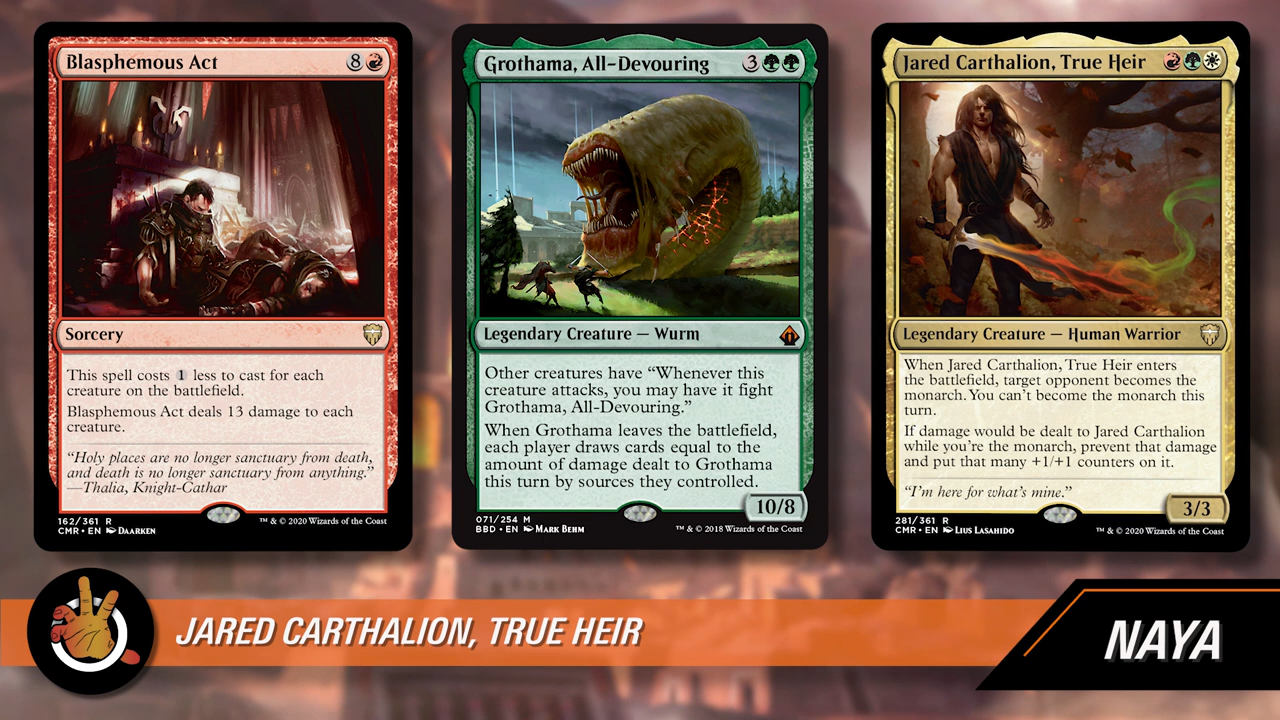 Blasphemous Act 8
Sorcery
This spell costs 1 less to cast for each
creature on the battlefield.
Blasphemous Act deals 13 damage to each
creature.
“Holy places are no longer sanctuary from death,
and death is no longer sanctuary from anything.”
—Thalia, Knight-Cathar
162/361 R
CMR • EN DAARKEN
™ & © 2020 Wizards of the Coast
Grothama, All-Devouring 3
Legendary Creature — Wurm
Other creatures have “Whenever this
creature attacks, you may have it fight
Grothama, All-Devouring.”
When Grothama leaves the battlefield,
each player draws cards equal to the
amount of damage dealt to Grothama
this turn by sources they controlled.
10/8
071/254 M
BBD • EN MARK BEHM
™ & © 2018 Wizards of the Coast
Jared Carthalion, True Heir
Legendary Creature — Human Warrior
When Jared Carthalion, True Heir enters
the battlefield, target opponent becomes the
monarch. You can’t become the monarch this
turn.
If damage would be dealt to Jared Carthalion
while you’re the monarch, prevent that damage
and put that many +1/+1 counters on it.
“I’m here for what’s mine.”
3/3
281/361 R
CMR • EN LIUS LASAHIDO
™ & © 2020 Wizards of the Coast
JARED CARTHALION, TRUE HEIR
NAYA